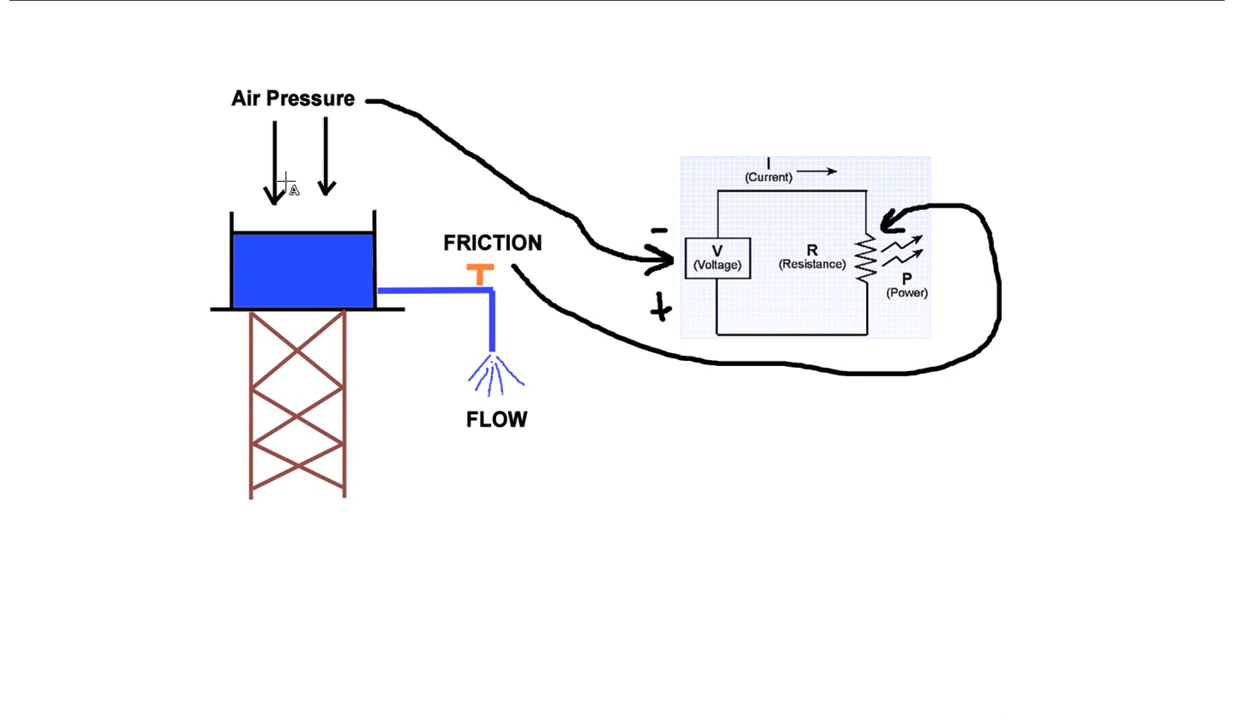 Air Pressure
A
FRICTION
FLOW
I
(Current)
−
+
V
(Voltage)
R
(Resistance)
P
(Power)